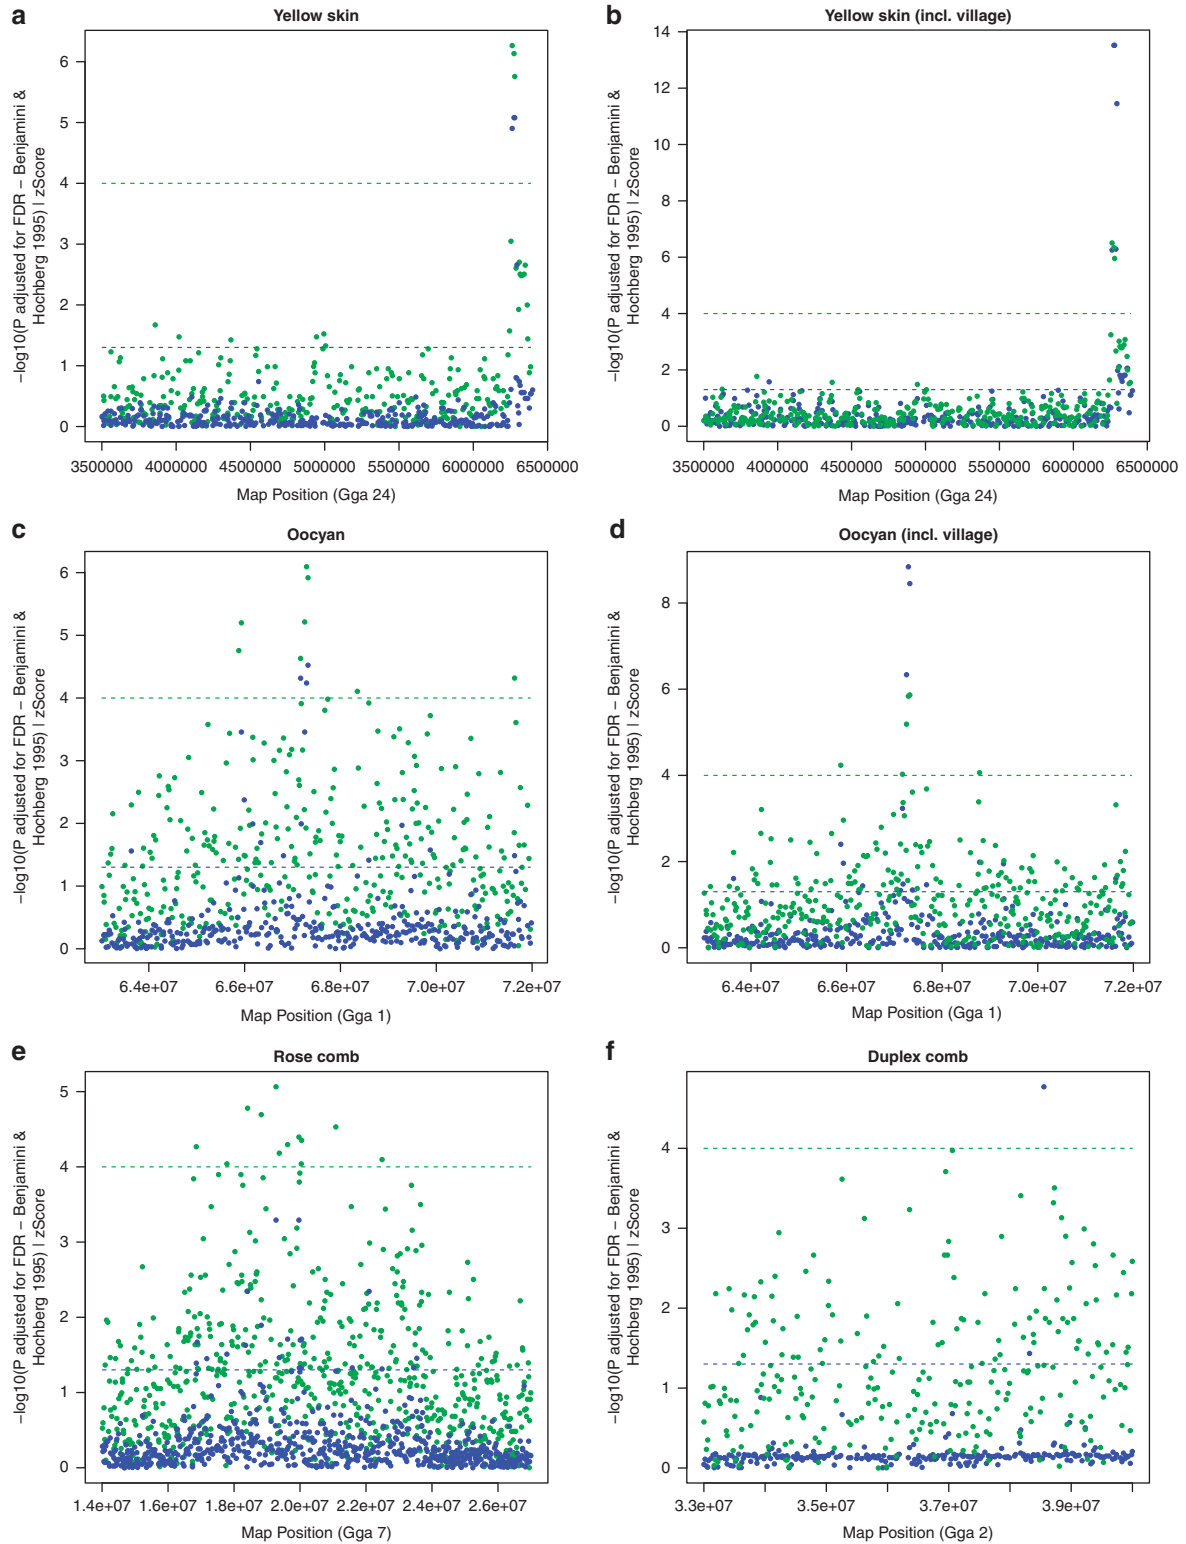 a
Yellow skin
−log10(P adjusted for FDR − Benjamini &
Hochberg 1995) | zScore
6
5
4
3
2
1
0
3500000 4000000 4500000 5000000 5500000 6000000 6500000
Map Position (Gga 24)
b
Yellow skin (incl. village)
−log10(P adjusted for FDR − Benjamini &
Hochberg 1995) | zScore
14
12
10
8
6
4
2
0
3500000 4000000 4500000 5000000 5500000 6000000 6500000
Map Position (Gga 24)
c
Oocyan
−log10(P adjusted for FDR − Benjamini &
Hochberg 1995) | zScore
6
5
4
3
2
1
0
6.4e+07 6.6e+07 6.8e+07 7.0e+07 7.2e+07
Map Position (Gga 1)
d
Oocyan (incl. village)
−log10(P adjusted for FDR − Benjamini &
Hochberg 1995) | zScore
8
6
4
2
0
6.4e+07 6.6e+07 6.8e+07 7.0e+07 7.2e+07
Map Position (Gga 1)
e
Rose comb
−log10(P adjusted for FDR − Benjamini &
Hochberg 1995) | zScore
5
4
3
2
1
0
1.4e+07 1.6e+07 1.8e+07 2.0e+07 2.2e+07 2.4e+07 2.6e+07
Map Position (Gga 7)
f
Duplex comb
−log10(P adjusted for FDR − Benjamini &
Hochberg 1995) | zScore
4
3
2
1
0
3.3e+07 3.5e+07 3.7e+07 3.9e+07
Map Position (Gga 2)